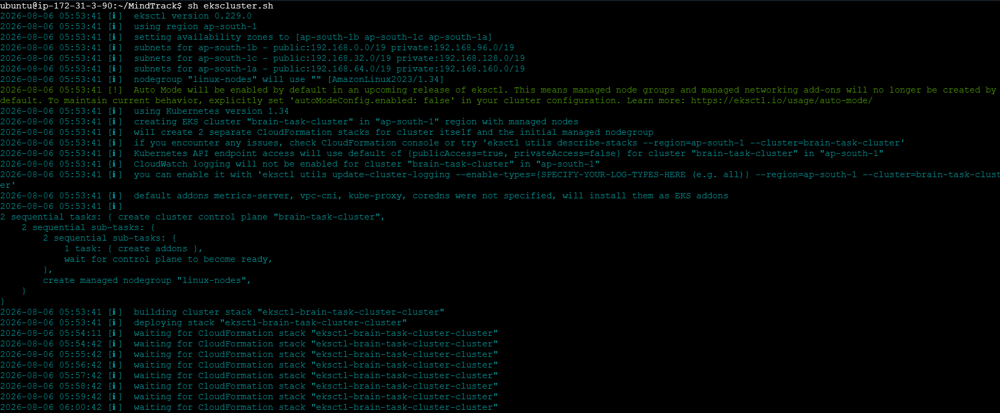 ubuntu@ip-172-31-3-90:~/MindTrack$ sh ekscluster.sh
2026-08-06 05:53:41 [ℹ]  eksctl version 0.229.0
2026-08-06 05:53:41 [ℹ]  using region ap-south-1
2026-08-06 05:53:41 [ℹ]  setting availability zones to [ap-south-1b ap-south-1c ap-south-1a]
2026-08-06 05:53:41 [ℹ]  subnets for ap-south-1b - public:192.168.0.0/19 private:192.168.96.0/19
2026-08-06 05:53:41 [ℹ]  subnets for ap-south-1c - public:192.168.32.0/19 private:192.168.128.0/19
2026-08-06 05:53:41 [ℹ]  subnets for ap-south-1a - public:192.168.64.0/19 private:192.168.160.0/19
2026-08-06 05:53:41 [ℹ]  nodegroup "linux-nodes" will use "" [AmazonLinux2023/1.34]
2026-08-06 05:53:41 [!]  Auto Mode will be enabled by default in an upcoming release of eksctl. This means managed node groups and managed networking add-ons will no longer be created by
default. To maintain current behavior, explicitly set 'autoModeConfig.enabled: false' in your cluster configuration. Learn more: https://eksctl.io/usage/auto-mode/
2026-08-06 05:53:41 [ℹ]  using Kubernetes version 1.34
2026-08-06 05:53:41 [ℹ]  creating EKS cluster "brain-task-cluster" in "ap-south-1" region with managed nodes
2026-08-06 05:53:41 [ℹ]  will create 2 separate CloudFormation stacks for cluster itself and the initial managed nodegroup
2026-08-06 05:53:41 [ℹ]  if you encounter any issues, check CloudFormation console or try 'eksctl utils describe-stacks --region=ap-south-1 --cluster=brain-task-cluster'
2026-08-06 05:53:41 [ℹ]  Kubernetes API endpoint access will use default of {publicAccess=true, privateAccess=false} for cluster "brain-task-cluster" in "ap-south-1"
2026-08-06 05:53:41 [ℹ]  CloudWatch logging will not be enabled for cluster "brain-task-cluster" in "ap-south-1"
2026-08-06 05:53:41 [ℹ]  you can enable it with 'eksctl utils update-cluster-logging --enable-types={SPECIFY-YOUR-LOG-TYPES-HERE (e.g. all)} --region=ap-south-1 --cluster=brain-task-clust
er'
2026-08-06 05:53:41 [ℹ]  default addons metrics-server, vpc-cni, kube-proxy, coredns were not specified, will install them as EKS addons
2026-08-06 05:53:41 [ℹ]
2 sequential tasks: { create cluster control plane "brain-task-cluster",
    2 sequential sub-tasks: {
        2 sequential sub-tasks: {
            1 task: { create addons },
            wait for control plane to become ready,
        },
        create managed nodegroup "linux-nodes",
    }
}
2026-08-06 05:53:41 [ℹ]  building cluster stack "eksctl-brain-task-cluster-cluster"
2026-08-06 05:53:41 [ℹ]  deploying stack "eksctl-brain-task-cluster-cluster"
2026-08-06 05:54:11 [ℹ]  waiting for CloudFormation stack "eksctl-brain-task-cluster-cluster"
2026-08-06 05:54:42 [ℹ]  waiting for CloudFormation stack "eksctl-brain-task-cluster-cluster"
2026-08-06 05:55:42 [ℹ]  waiting for CloudFormation stack "eksctl-brain-task-cluster-cluster"
2026-08-06 05:56:42 [ℹ]  waiting for CloudFormation stack "eksctl-brain-task-cluster-cluster"
2026-08-06 05:57:42 [ℹ]  waiting for CloudFormation stack "eksctl-brain-task-cluster-cluster"
2026-08-06 05:58:42 [ℹ]  waiting for CloudFormation stack "eksctl-brain-task-cluster-cluster"
2026-08-06 05:59:42 [ℹ]  waiting for CloudFormation stack "eksctl-brain-task-cluster-cluster"
2026-08-06 06:00:42 [ℹ]  waiting for CloudFormation stack "eksctl-brain-task-cluster-cluster"